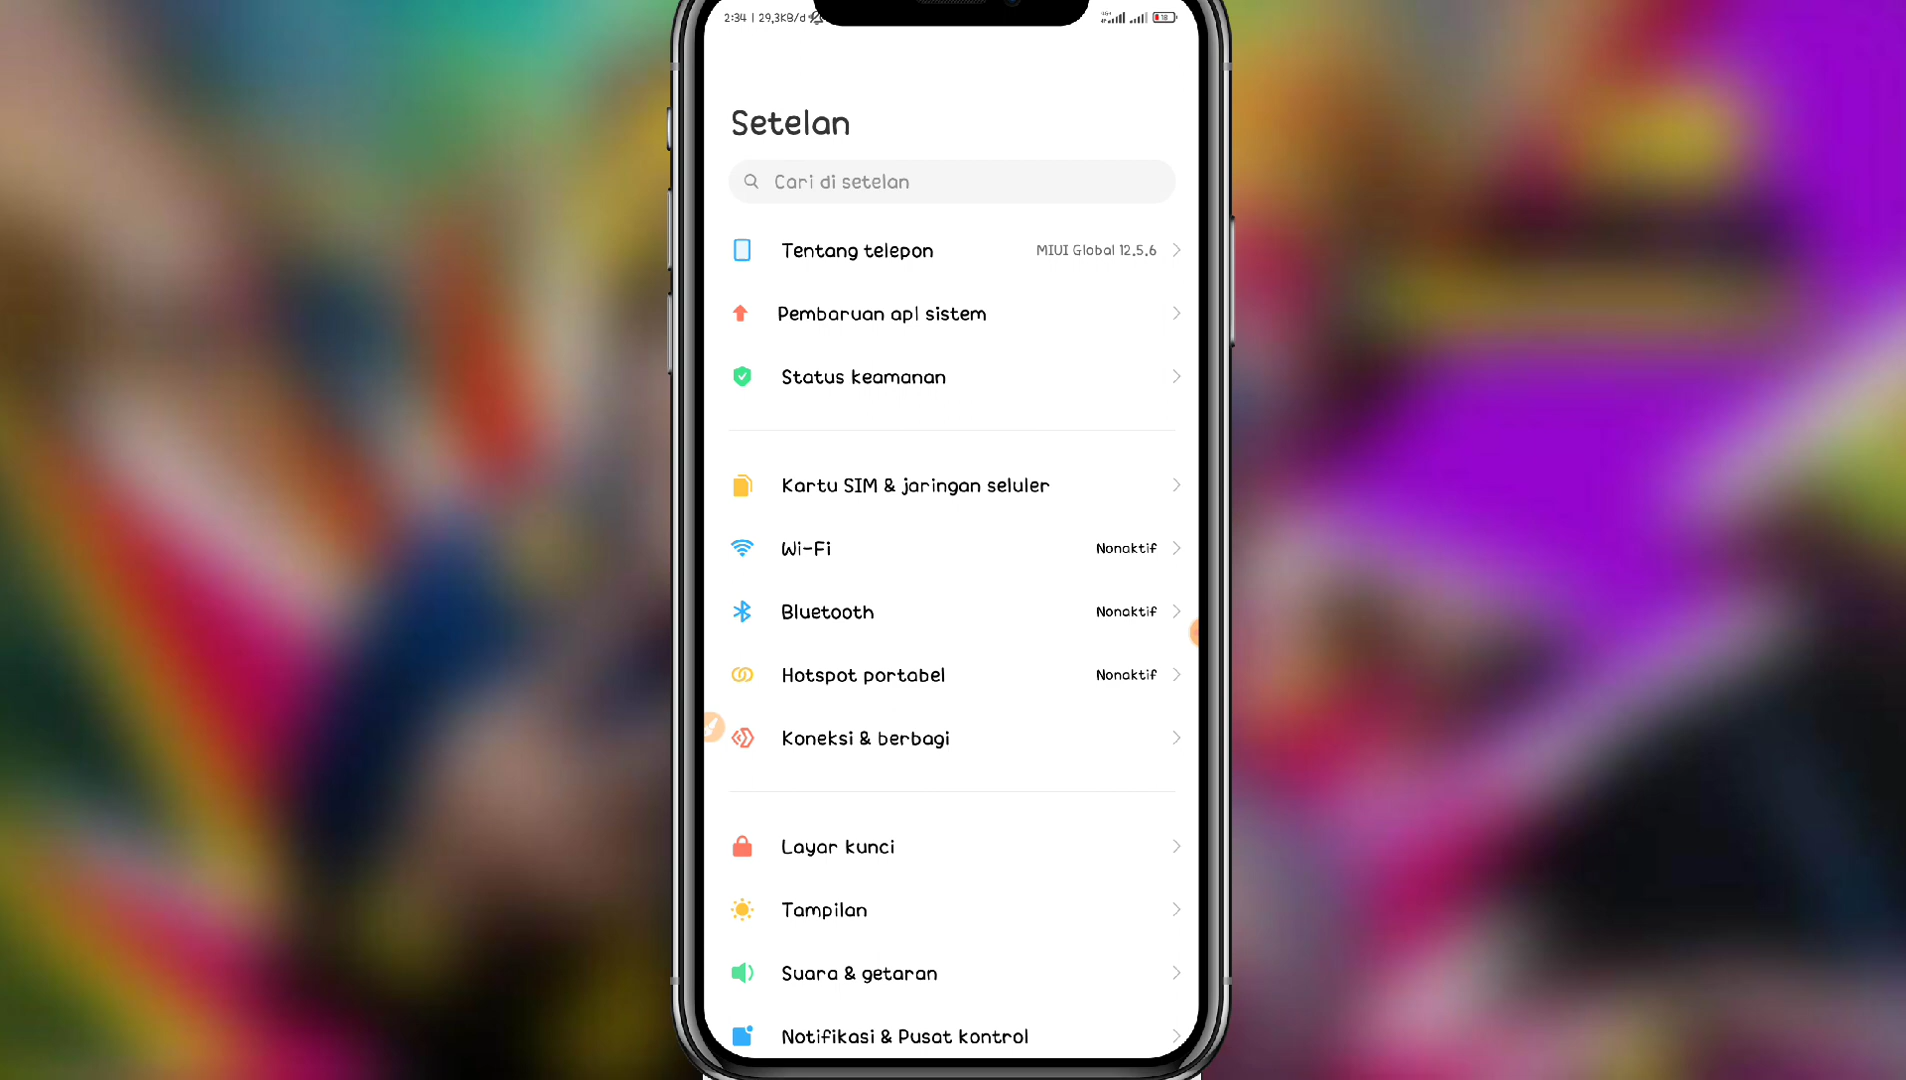 2:34 | 29,3KB/d
18
Setelan
Cari di setelan
Tentang telepon MIUI Global 12.5.6
Pembaruan apl sistem
Status keamanan
Kartu SIM & jaringan seluler
Wi-Fi Nonaktif
Bluetooth Nonaktif
Hotspot portabel Nonaktif
Koneksi & berbagi
Layar kunci
Tampilan
Suara & getaran
Notifikasi & Pusat kontrol